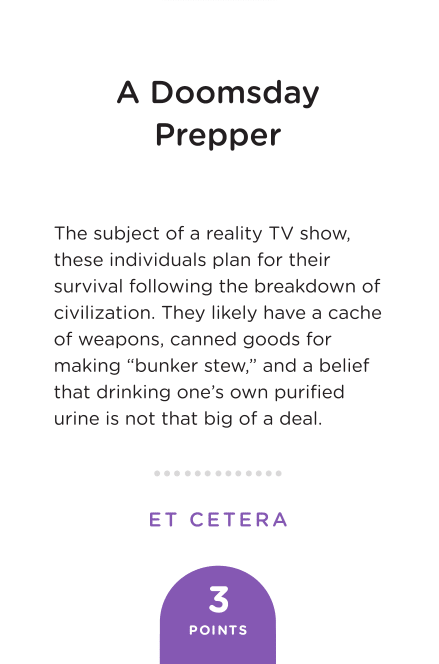 A Doomsday
Prepper
The subject of a reality TV show,
these individuals plan for their
survival following the breakdown of
civilization. They likely have a cache
of weapons, canned goods for
making “bunker stew,” and a belief
that drinking one’s own purified
urine is not that big of a deal.
ET CETERA
3
POINTS